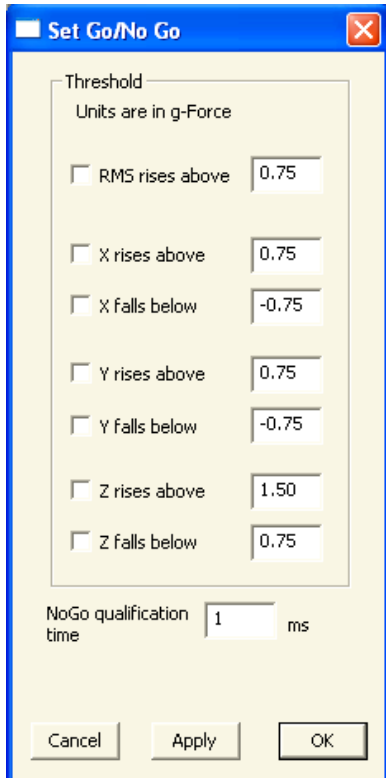 Set Go/No Go
Threshold
Units are in g-Force
RMS rises above 0.75
X rises above 0.75
X falls below -0.75
Y rises above 0.75
Y falls below -0.75
Z rises above 1.50
Z falls below 0.75
NoGo qualification
time 1 ms
Cancel Apply OK